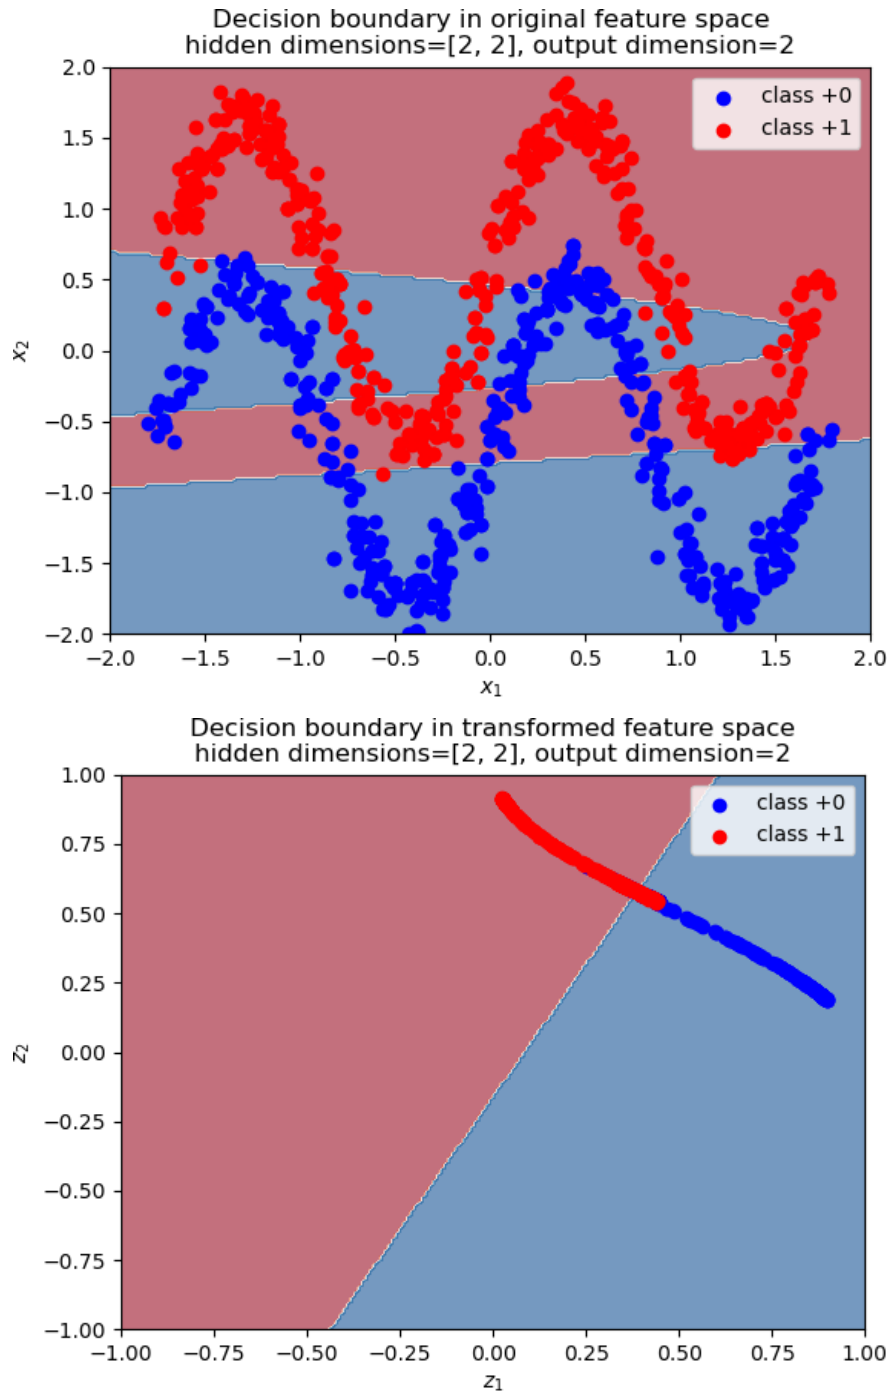 Decision boundary in original feature space
hidden dimensions=[2, 2], output dimension=2
2.0
1.5
1.0
0.5
0.0
−0.5
−1.0
−1.5
−2.0
x₂
class +0
class +1
−2.0 −1.5 −1.0 −0.5 0.0 0.5 1.0 1.5 2.0
x₁
Decision boundary in transformed feature space
hidden dimensions=[2, 2], output dimension=2
1.00
0.75
0.50
0.25
0.00
−0.25
−0.50
−0.75
−1.00
z₂
class +0
class +1
−1.00 −0.75 −0.50 −0.25 0.00 0.25 0.50 0.75 1.00
z₁